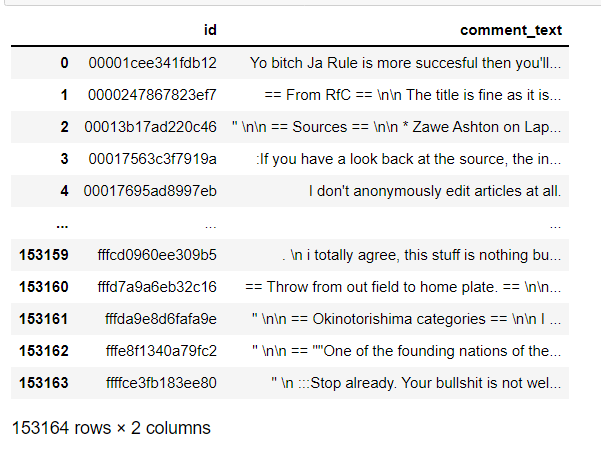 id comment_text
0 00001cee341fdb12 Yo bitch Ja Rule is more succesful then you'll...
1 0000247867823ef7 == From RfC == \n\n The title is fine as it is...
2 00013b17ad220c46 " \n\n == Sources == \n\n * Zawe Ashton on Lap...
3 00017563c3f7919a :If you have a look back at the source, the in...
4 00017695ad8997eb I don't anonymously edit articles at all.
... ... ...
153159 fffcd0960ee309b5 . \n i totally agree, this stuff is nothing bu...
153160 fffd7a9a6eb32c16 == Throw from out field to home plate. == \n\n...
153161 fffda9e8d6fafa9e " \n\n == Okinotorishima categories == \n\n I ...
153162 fffe8f1340a79fc2 " \n\n == ""One of the founding nations of the...
153163 ffffce3fb183ee80 " \n :::Stop already. Your bullshit is not wel...
153164 rows × 2 columns